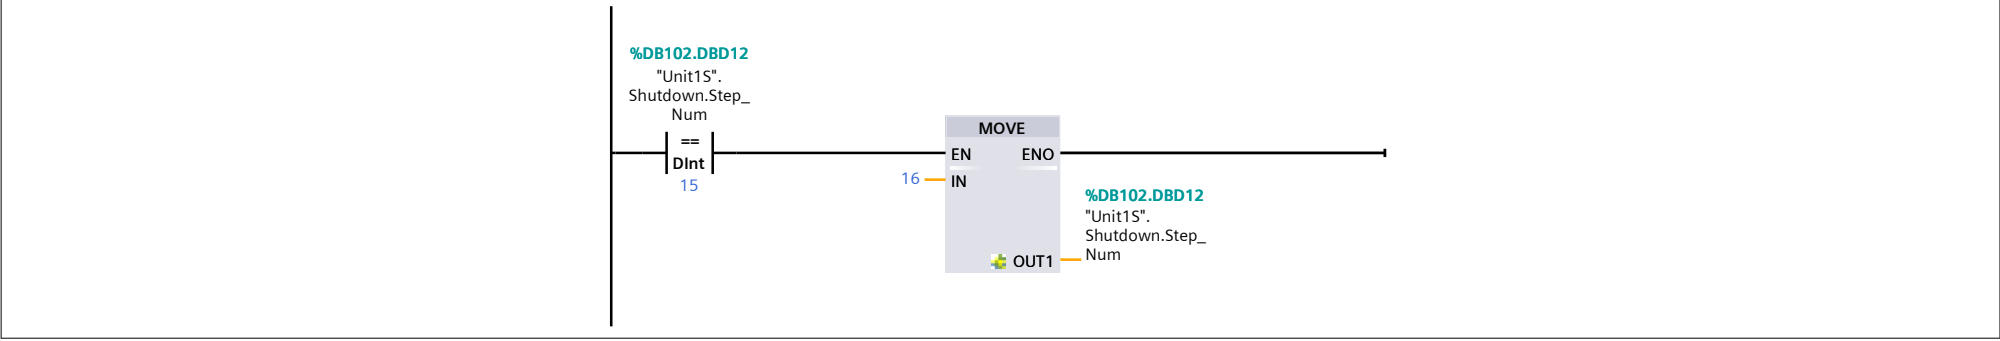 %DB102.DBD12
"Unit1S".
Shutdown.Step_
Num
==
DInt
15
MOVE
EN ENO
16 IN
%DB102.DBD12
"Unit1S".
Shutdown.Step_
Num
OUT1